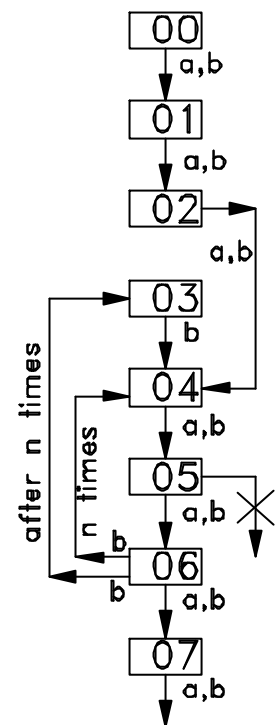 00
a,b
01
a,b
02
a,b
03
b
04
a,b
05
a,b
after n times
n times
b
06
b
a,b
07
a,b